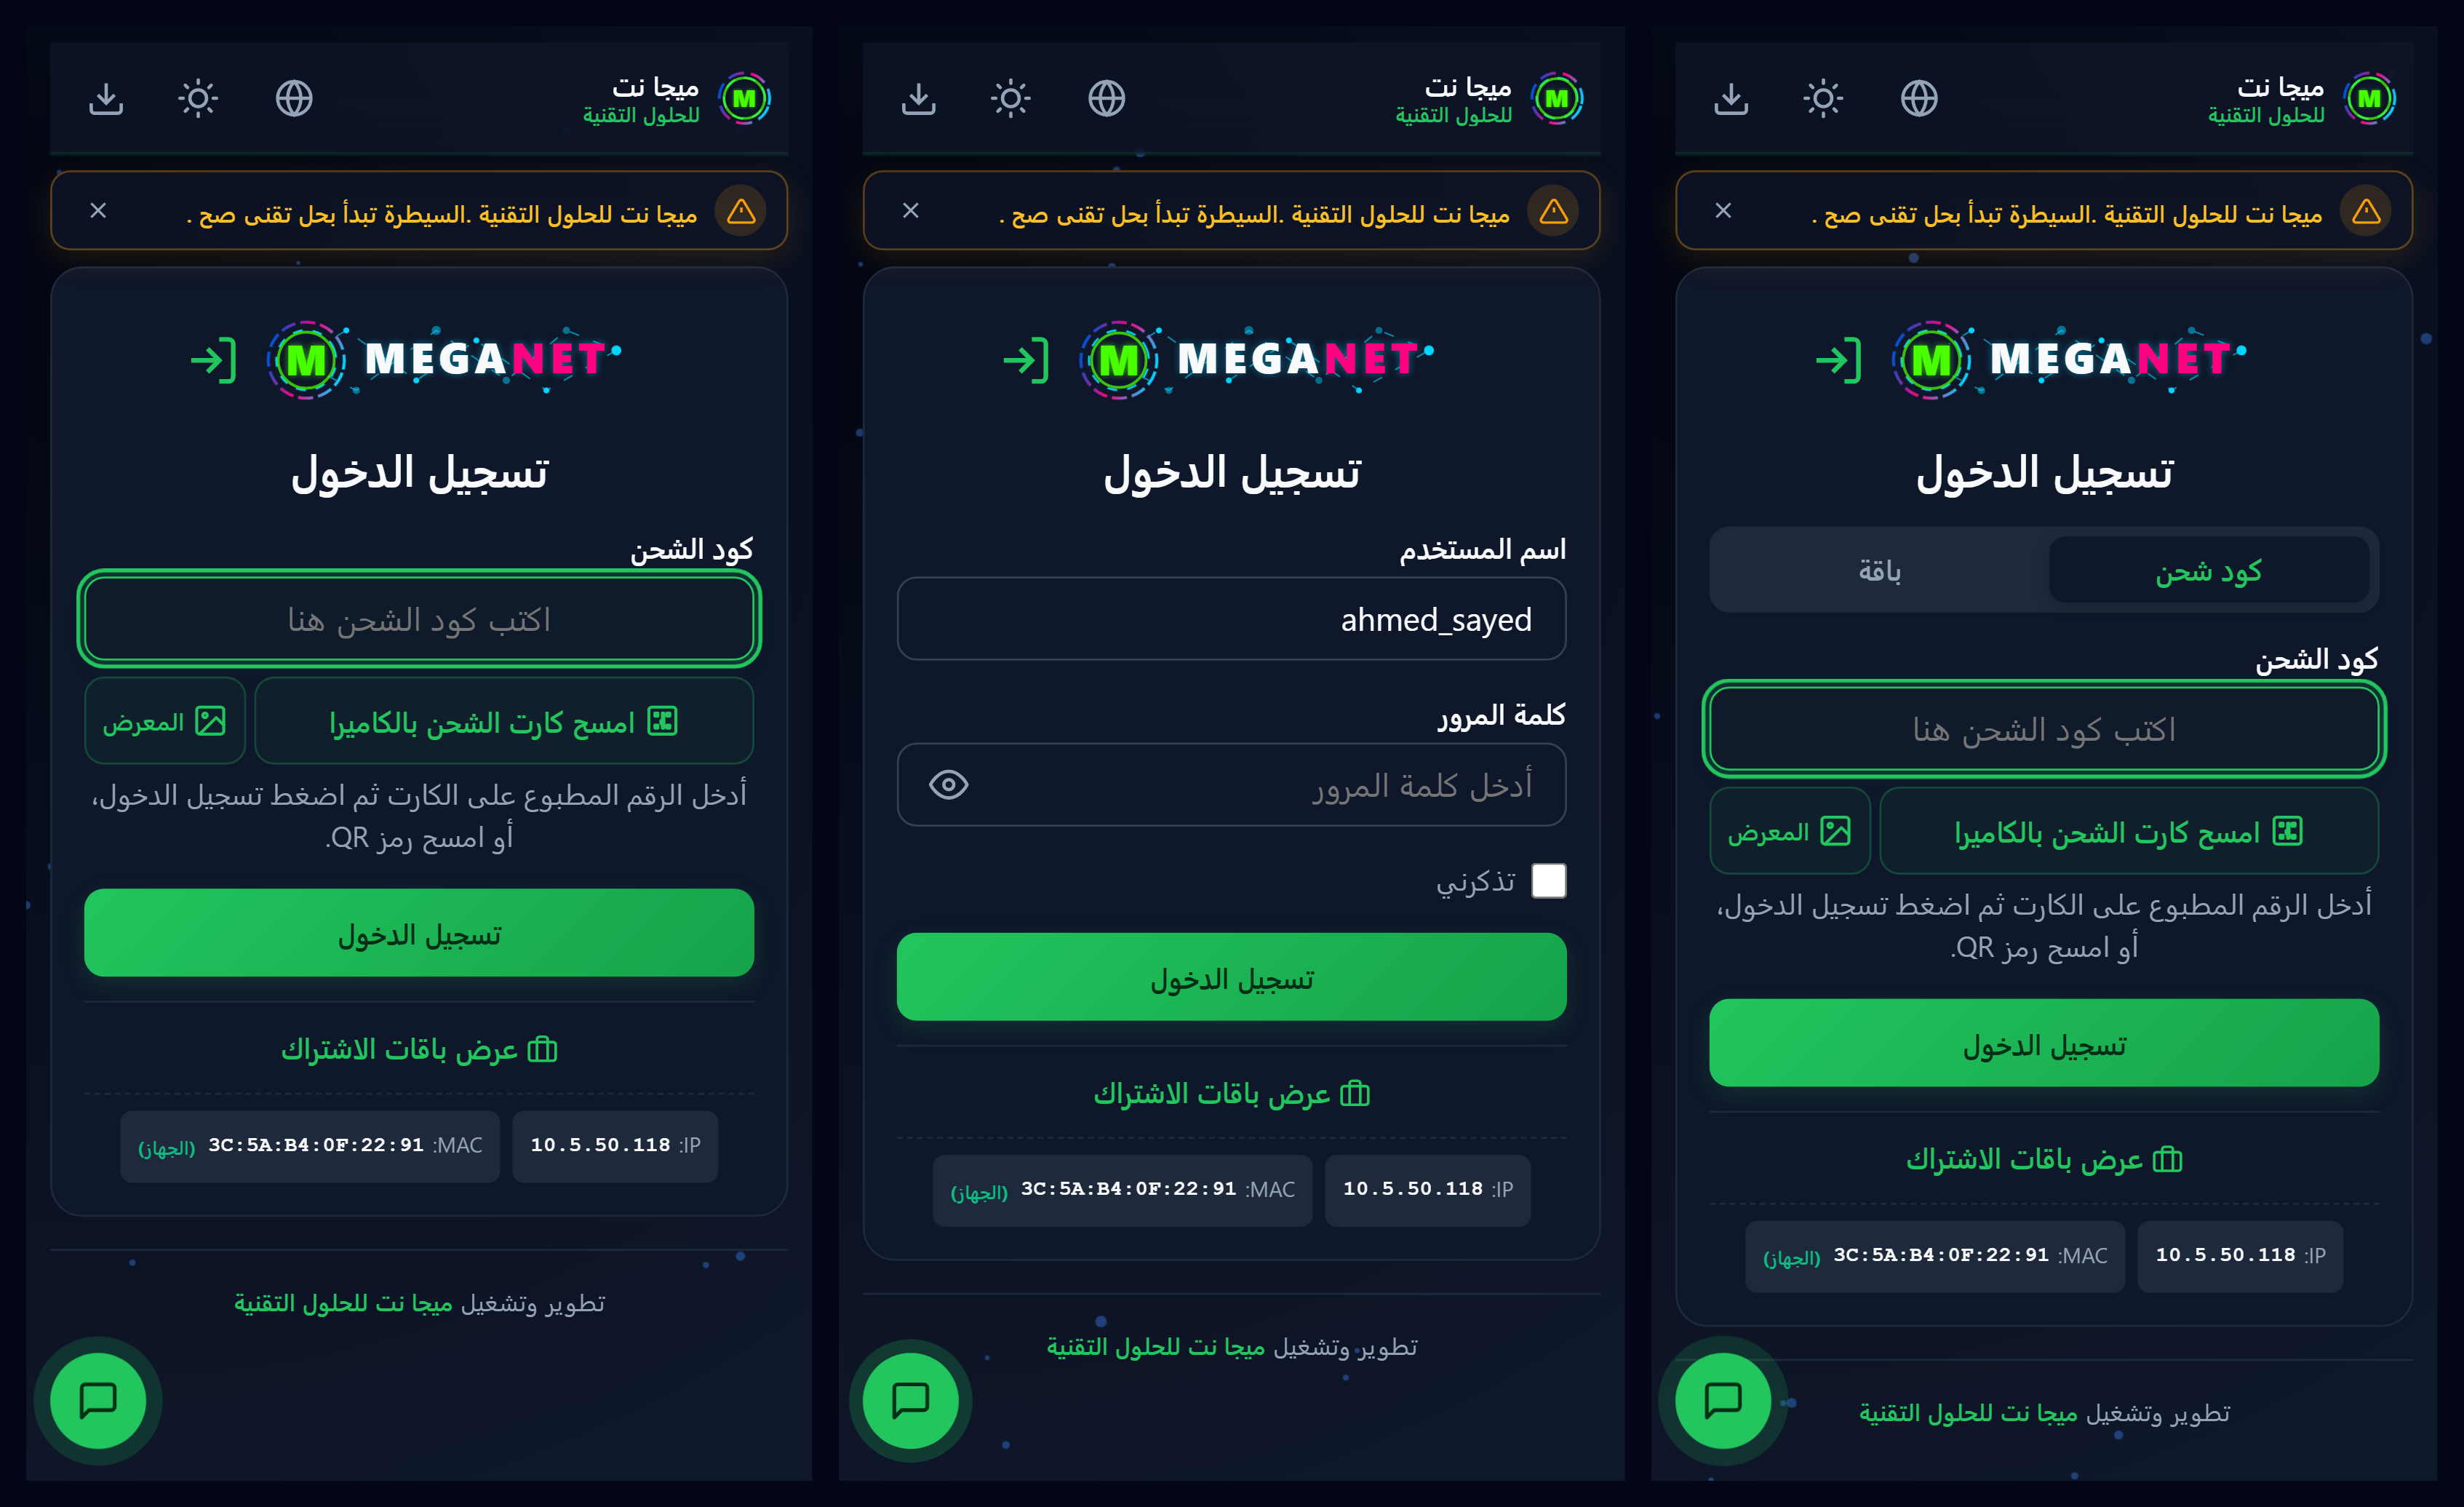 ميجا نت
للحلول التقنية
ميجا نت للحلول التقنية .السيطرة تبدأ بحل تقنى صح .
M MEGANET
تسجيل الدخول
كود الشحن
اكتب كود الشحن هنا
امسح كارت الشحن بالكاميرا
المعرض
أدخل الرقم المطبوع على الكارت ثم اضغط تسجيل الدخول،
أو امسح رمز QR.
تسجيل الدخول
عرض باقات الاشتراك
IP: 10.5.50.118
MAC: 3C:5A:B4:0F:22:91 (الجهاز)
تطوير وتشغيل ميجا نت للحلول التقنية
ميجا نت
للحلول التقنية
ميجا نت للحلول التقنية .السيطرة تبدأ بحل تقنى صح .
M MEGANET
تسجيل الدخول
اسم المستخدم
ahmed_sayed
كلمة المرور
أدخل كلمة المرور
تذكرني
تسجيل الدخول
عرض باقات الاشتراك
IP: 10.5.50.118
MAC: 3C:5A:B4:0F:22:91 (الجهاز)
تطوير وتشغيل ميجا نت للحلول التقنية
ميجا نت
للحلول التقنية
ميجا نت للحلول التقنية .السيطرة تبدأ بحل تقنى صح .
M MEGANET
تسجيل الدخول
كود شحن
باقة
كود الشحن
اكتب كود الشحن هنا
امسح كارت الشحن بالكاميرا
المعرض
أدخل الرقم المطبوع على الكارت ثم اضغط تسجيل الدخول،
أو امسح رمز QR.
تسجيل الدخول
عرض باقات الاشتراك
IP: 10.5.50.118
MAC: 3C:5A:B4:0F:22:91 (الجهاز)
تطوير وتشغيل ميجا نت للحلول التقنية